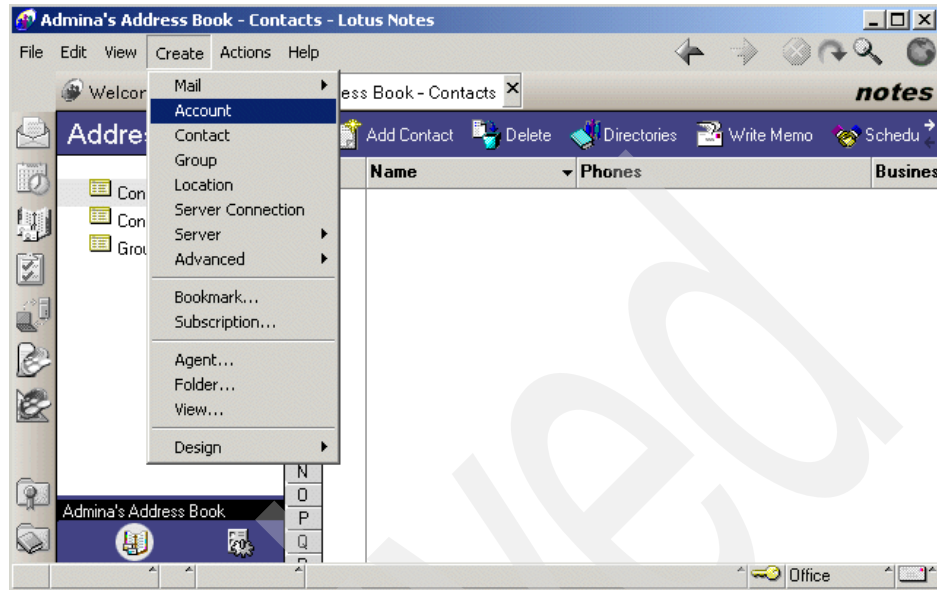 Admina's Address Book - Contacts - Lotus Notes
File Edit View Create Actions Help
Welcor ess Book - Contacts notes
Addre Add Contact Delete Directories Write Memo Schedu
Name Phones Busines
Mail
Account
Contact
Group
Location
Server Connection
Server
Advanced
Bookmark...
Subscription...
Agent...
Folder...
View...
Design
Con
Con
Grou
N
O
P
Q
Admina's Address Book
Office